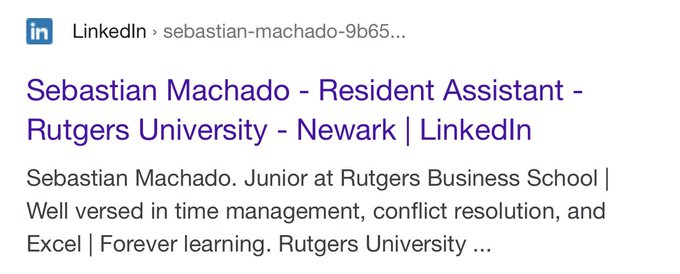 in LinkedIn › sebastian-machado-9b65...
Sebastian Machado - Resident Assistant -
Rutgers University - Newark | LinkedIn
Sebastian Machado. Junior at Rutgers Business School |
Well versed in time management, conflict resolution, and
Excel | Forever learning. Rutgers University ...